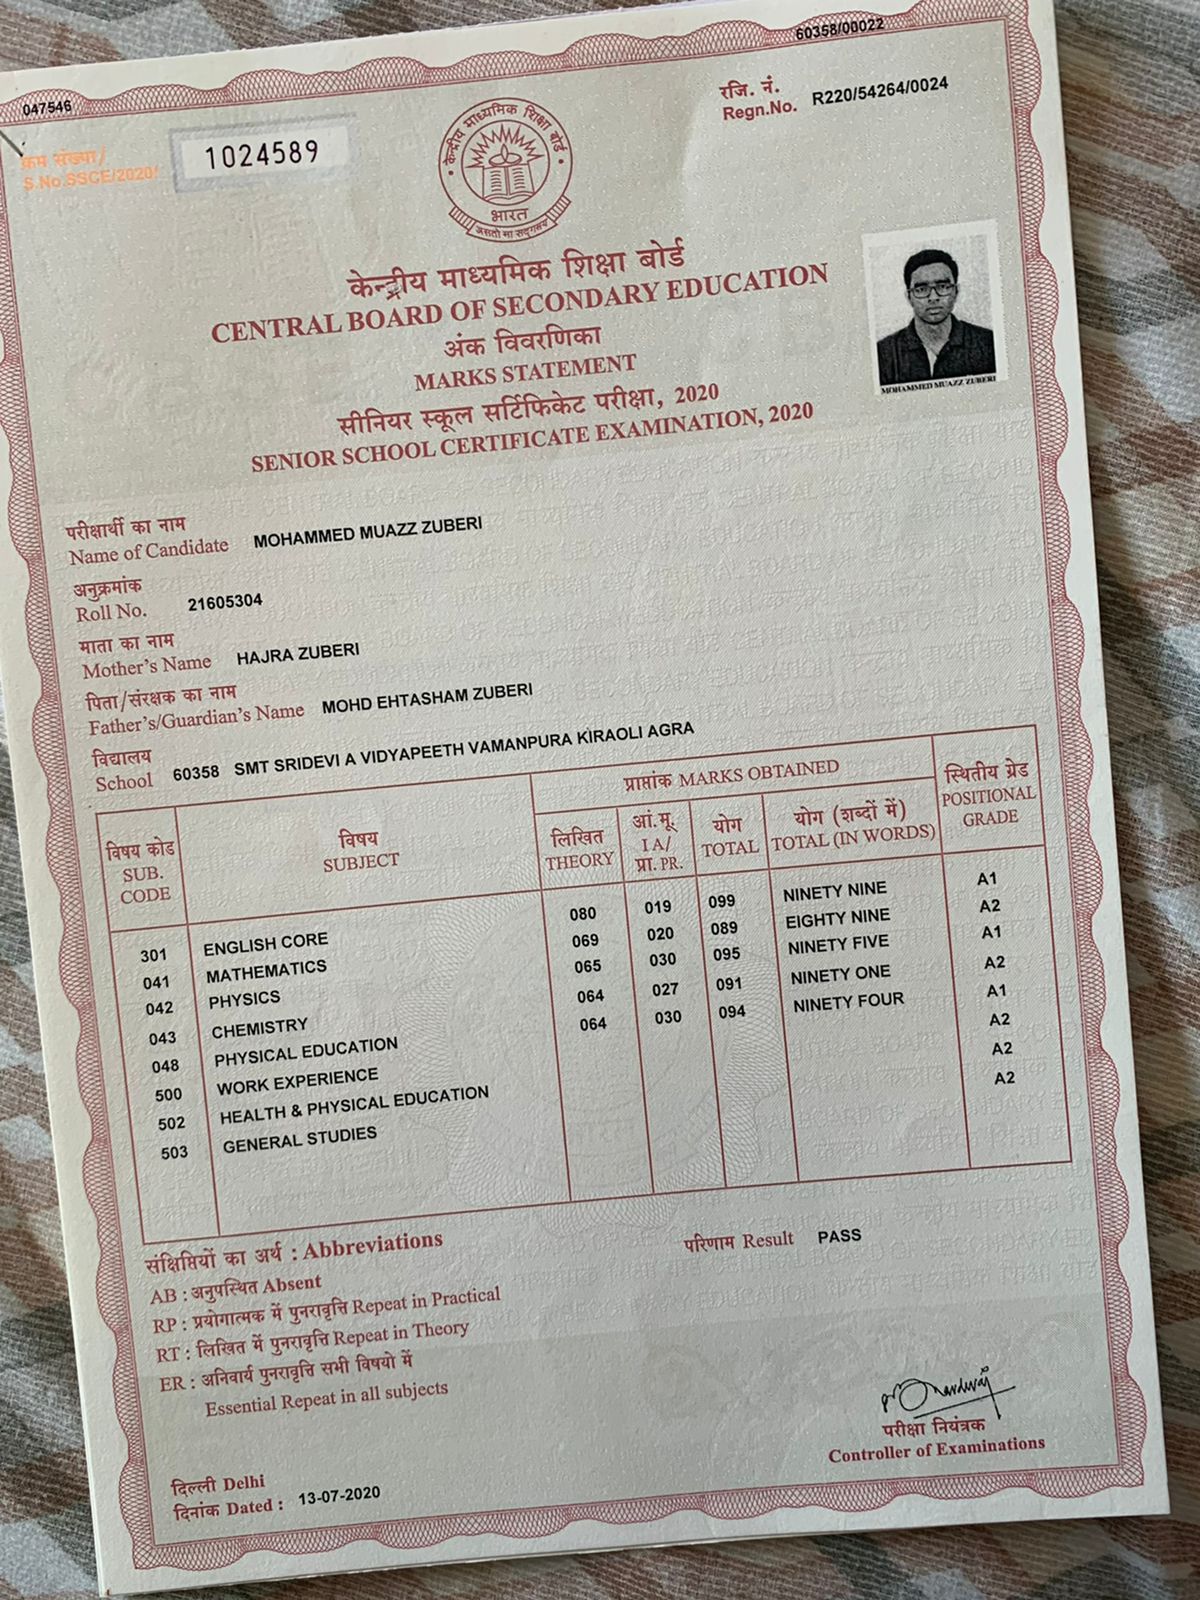 60358/00022
047546
रजि. नं.
Regn.No. R220/54264/0024
क्रम संख्या/
S.No.SSCE/2020/ 1024589
केन्द्रीय माध्यमिक शिक्षा बोर्ड
भारत
असतो मा सद्गमय
केन्द्रीय माध्यमिक शिक्षा बोर्ड
CENTRAL BOARD OF SECONDARY EDUCATION
अंक विवरणिका
MARKS STATEMENT
सीनियर स्कूल सर्टिफिकेट परीक्षा, 2020
SENIOR SCHOOL CERTIFICATE EXAMINATION, 2020
MOHAMMED MUAZZ ZUBERI
परीक्षार्थी का नाम
Name of Candidate MOHAMMED MUAZZ ZUBERI
अनुक्रमांक
Roll No. 21605304
माता का नाम
Mother's Name HAJRA ZUBERI
पिता/संरक्षक का नाम
Father's/Guardian's Name MOHD EHTASHAM ZUBERI
विद्यालय
School 60358 SMT SRIDEVI A VIDYAPEETH VAMANPURA KIRAOLI AGRA
विषय कोड
SUB.
CODE
विषय
SUBJECT
प्राप्तांक MARKS OBTAINED
लिखित
THEORY
आं.मू.
I A/
प्रा. PR.
योग
TOTAL
योग (शब्दों में)
TOTAL (IN WORDS)
स्थितीय ग्रेड
POSITIONAL
GRADE
301 ENGLISH CORE 080 019 099 NINETY NINE A1
041 MATHEMATICS 069 020 089 EIGHTY NINE A2
042 PHYSICS 065 030 095 NINETY FIVE A1
043 CHEMISTRY 064 027 091 NINETY ONE A2
048 PHYSICAL EDUCATION 064 030 094 NINETY FOUR A1
500 WORK EXPERIENCE A2
502 HEALTH & PHYSICAL EDUCATION A2
503 GENERAL STUDIES A2
संक्षिप्तियों का अर्थ : Abbreviations
परिणाम Result PASS
AB : अनुपस्थित Absent
RP : प्रयोगात्मक में पुनरावृत्ति Repeat in Practical
RT : लिखित में पुनरावृत्ति Repeat in Theory
ER : अनिवार्य पुनरावृत्ति सभी विषयो में
Essential Repeat in all subjects
परीक्षा नियंत्रक
Controller of Examinations
दिल्ली Delhi
दिनांक Dated : 13-07-2020